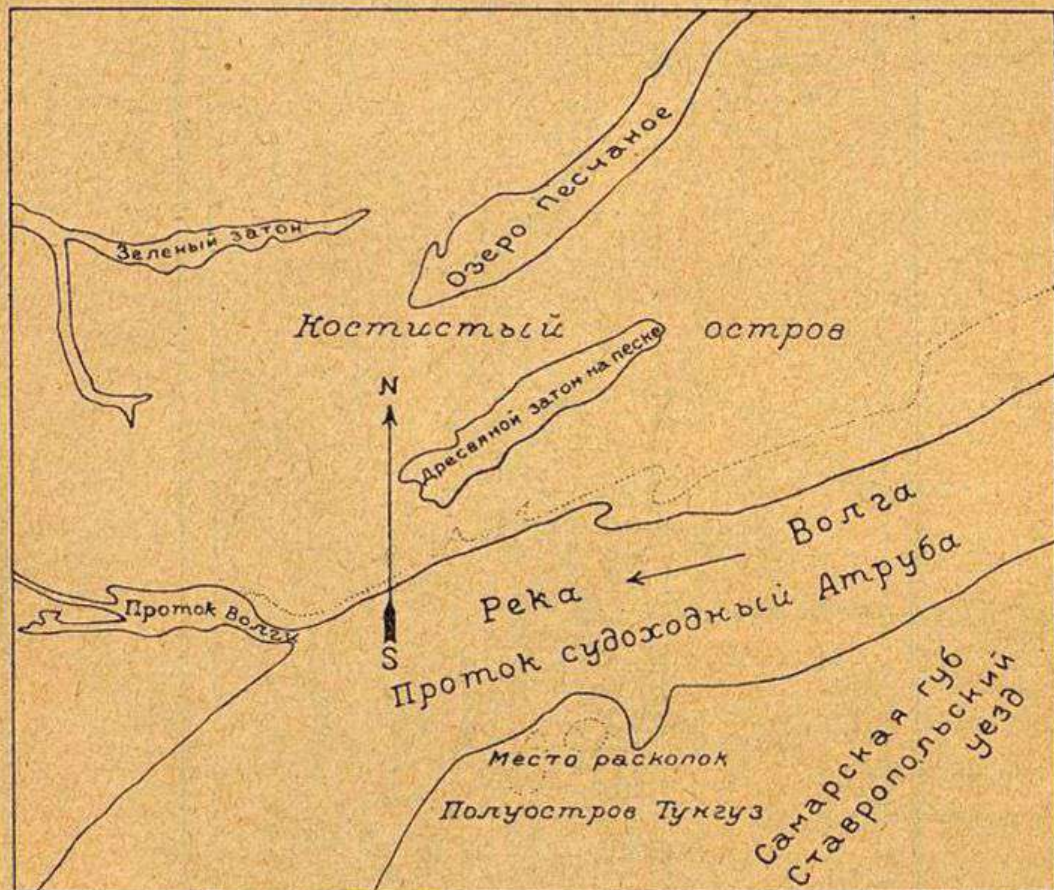 Озеро песчаное
Зеленый затон
Костистый остров
Дресвяной затон на песке
N
S
Волга
Река
Проток судоходный Атруба
Проток Волги
Место раскопок
Полуостров Тунгуз
Самарская губ
Ставропольский
уезд